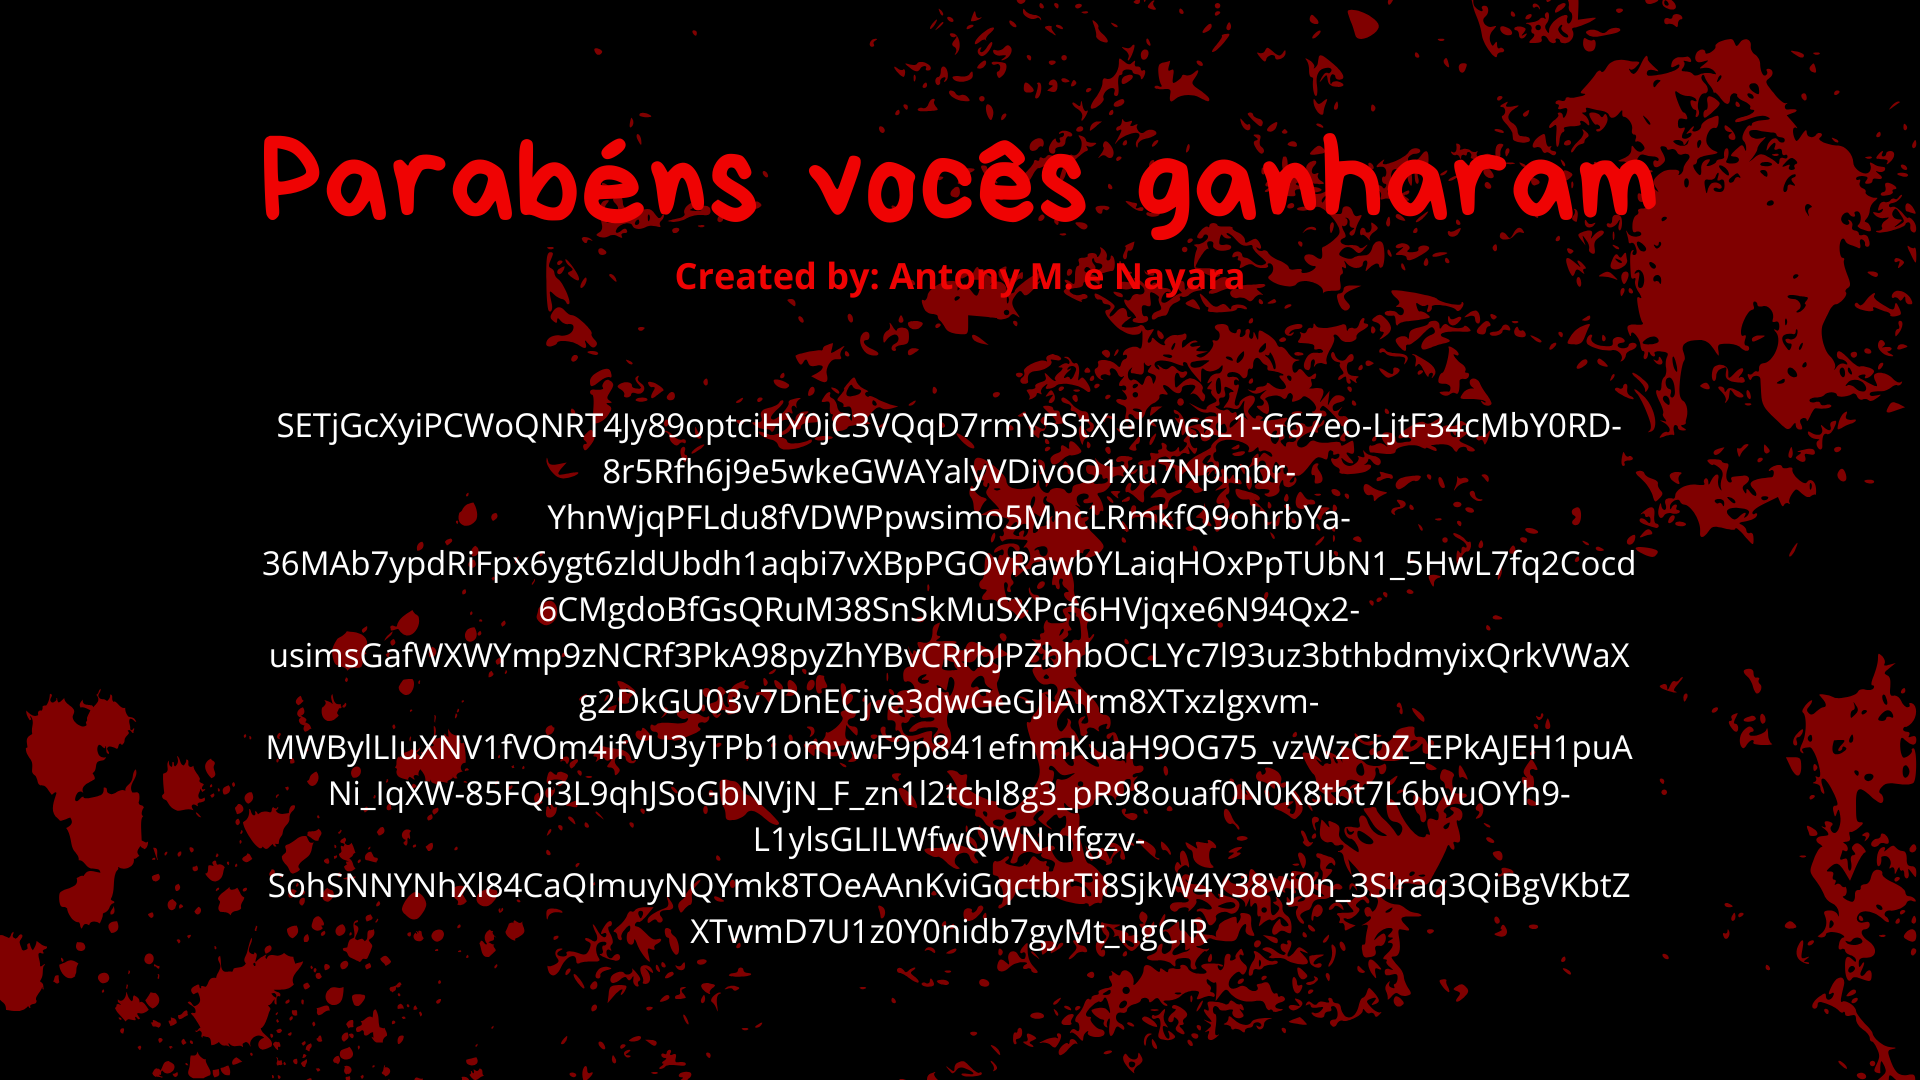 Parabéns vocês ganharam
Created by: Antony M. e Nayara
SETjGcXyiPCWoQNRT4Jy89optciHY0jC3VQqD7rmY5StXJelrwcsL1-G67eo-LjtF34cMbY0RD-
8r5Rfh6j9e5wkeGWAYalyVDivoO1xu7Npmbr-
YhnWjqPFLdu8fVDWPpwsimo5MncLRmkfQ9ohrbYa-
36MAb7ypdRiFpx6ygt6zldUbdh1aqbi7vXBpPGOvRawbYLaiqHOxPpTUbN1_5HwL7fq2Cocd
6CMgdoBfGsQRuM38SnSkMuSXPcf6HVjqxe6N94Qx2-
usimsGafWXWYmp9zNCRf3PkA98pyZhYBvCRrbJPZbhbOCLYc7l93uz3bthbdmyixQrkVWaX
g2DkGU03v7DnECjve3dwGeGJIAIrm8XTxzIgxvm-
MWBylLIuXNV1fVOm4ifVU3yTPb1omvwF9p841efnmKuaH9OG75_vzWzCbZ_EPkAJEH1puA
Ni_IqXW-85FQi3L9qhJSoGbNVjN_F_zn1l2tchl8g3_pR98ouaf0N0K8tbt7L6bvuOYh9-
L1ylsGLILWfwQWNnlfgzv-
SohSNNYNhXl84CaQImuyNQYmk8TOeAAnKviGqctbrTi8SjkW4Y38Vj0n_3Slraq3QiBgVKbtZ
XTwmD7U1z0Y0nidb7gyMt_ngCIR